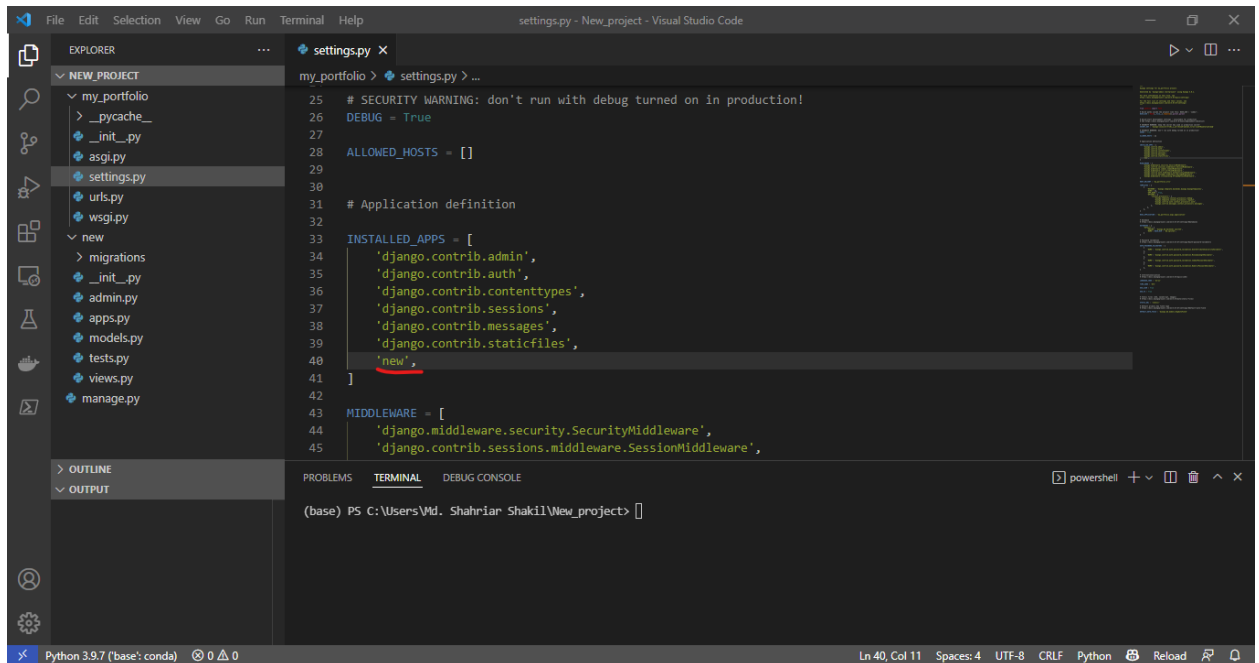 File Edit Selection View Go Run Terminal Help settings.py - New_project - Visual Studio Code
EXPLORER
NEW_PROJECT
my_portfolio
__pycache__
__init__.py
asgi.py
settings.py
urls.py
wsgi.py
new
migrations
__init__.py
admin.py
apps.py
models.py
tests.py
views.py
manage.py
OUTLINE
OUTPUT
settings.py
my_portfolio > settings.py > ...
25 # SECURITY WARNING: don't run with debug turned on in production!
26 DEBUG = True
27
28 ALLOWED_HOSTS = []
29
30
31 # Application definition
32
33 INSTALLED_APPS = [
34 'django.contrib.admin',
35 'django.contrib.auth',
36 'django.contrib.contenttypes',
37 'django.contrib.sessions',
38 'django.contrib.messages',
39 'django.contrib.staticfiles',
40 'new',
41 ]
42
43 MIDDLEWARE = [
44 'django.middleware.security.SecurityMiddleware',
45 'django.contrib.sessions.middleware.SessionMiddleware',
PROBLEMS TERMINAL DEBUG CONSOLE powershell
(base) PS C:\Users\Md. Shahriar Shakil\New_project>
Python 3.9.7 ('base': conda) 0 0 Ln 40, Col 11 Spaces: 4 UTF-8 CRLF Python Reload